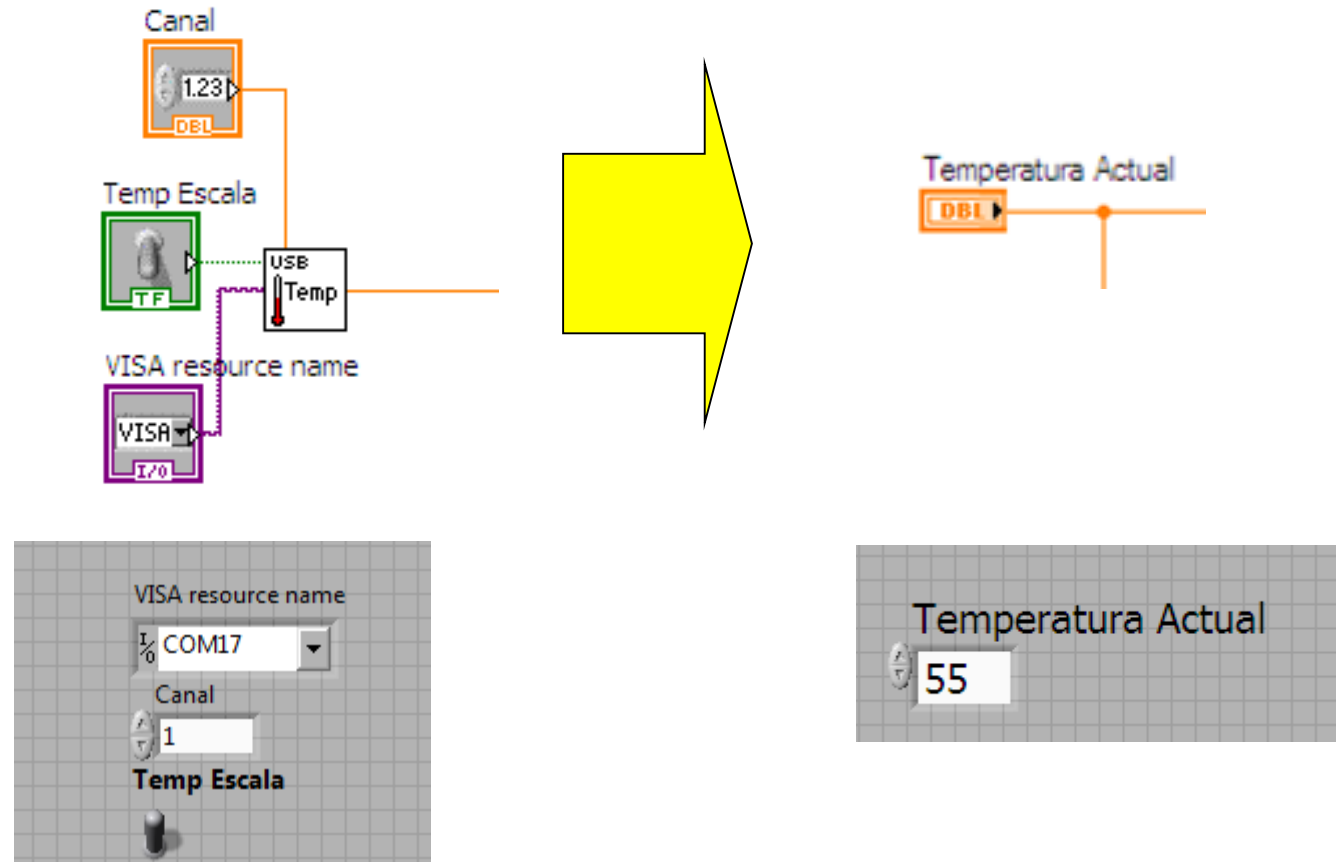 Canal
1.23
DBL
Temp Escala
TF
USB
Temp
VISA resource name
VISA
I/O
Temperatura Actual
DBL
VISA resource name
I/O
COM17
Canal
1
Temp Escala
Temperatura Actual
55